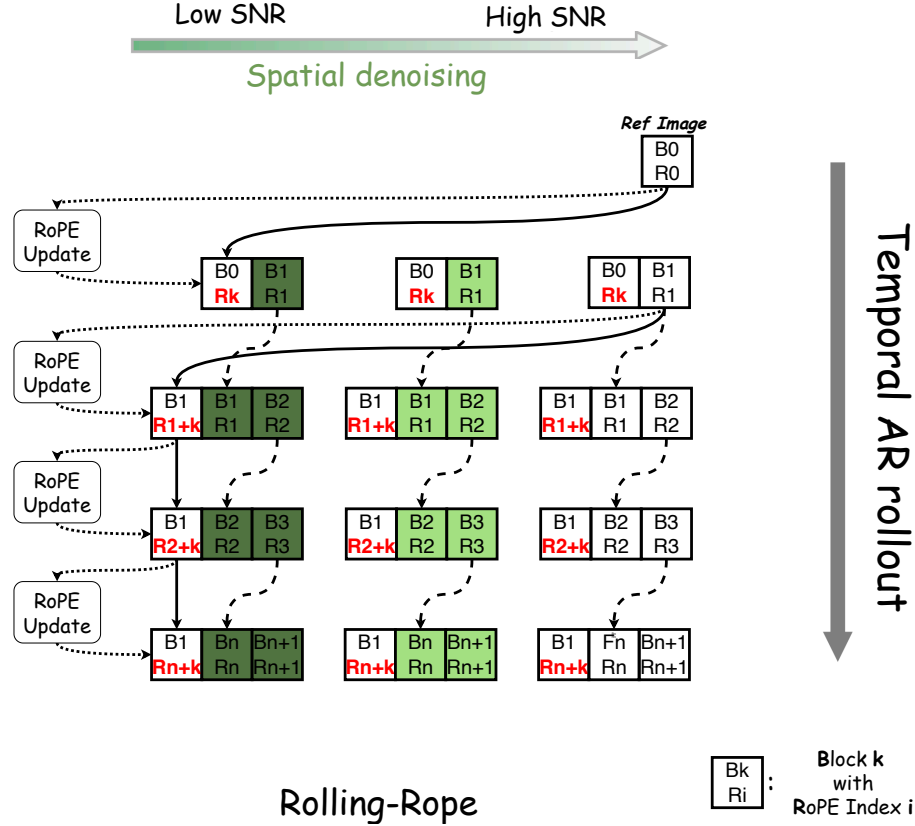 Low SNR High SNR
Spatial denoising
Ref Image
B0
R0
RoPE
Update
B0 B1 B0 B1 B0 B1
Rk R1 Rk R1 Rk R1
RoPE
Update
B1 B1 B2 B1 B1 B2 B1 B1 B2
R1+k R1 R2 R1+k R1 R2 R1+k R1 R2
RoPE
Update
B1 B2 B3 B1 B2 B3 B1 B2 B3
R2+k R2 R3 R2+k R2 R3 R2+k R2 R3
RoPE
Update
B1 Bn Bn+1 B1 Bn Bn+1 B1 Fn Bn+1
Rn+k Rn Rn+1 Rn+k Rn Rn+1 Rn+k Rn Rn+1
Temporal AR rollout
Rolling-Rope
Bk
Ri
:
Block k
with
RoPE Index i